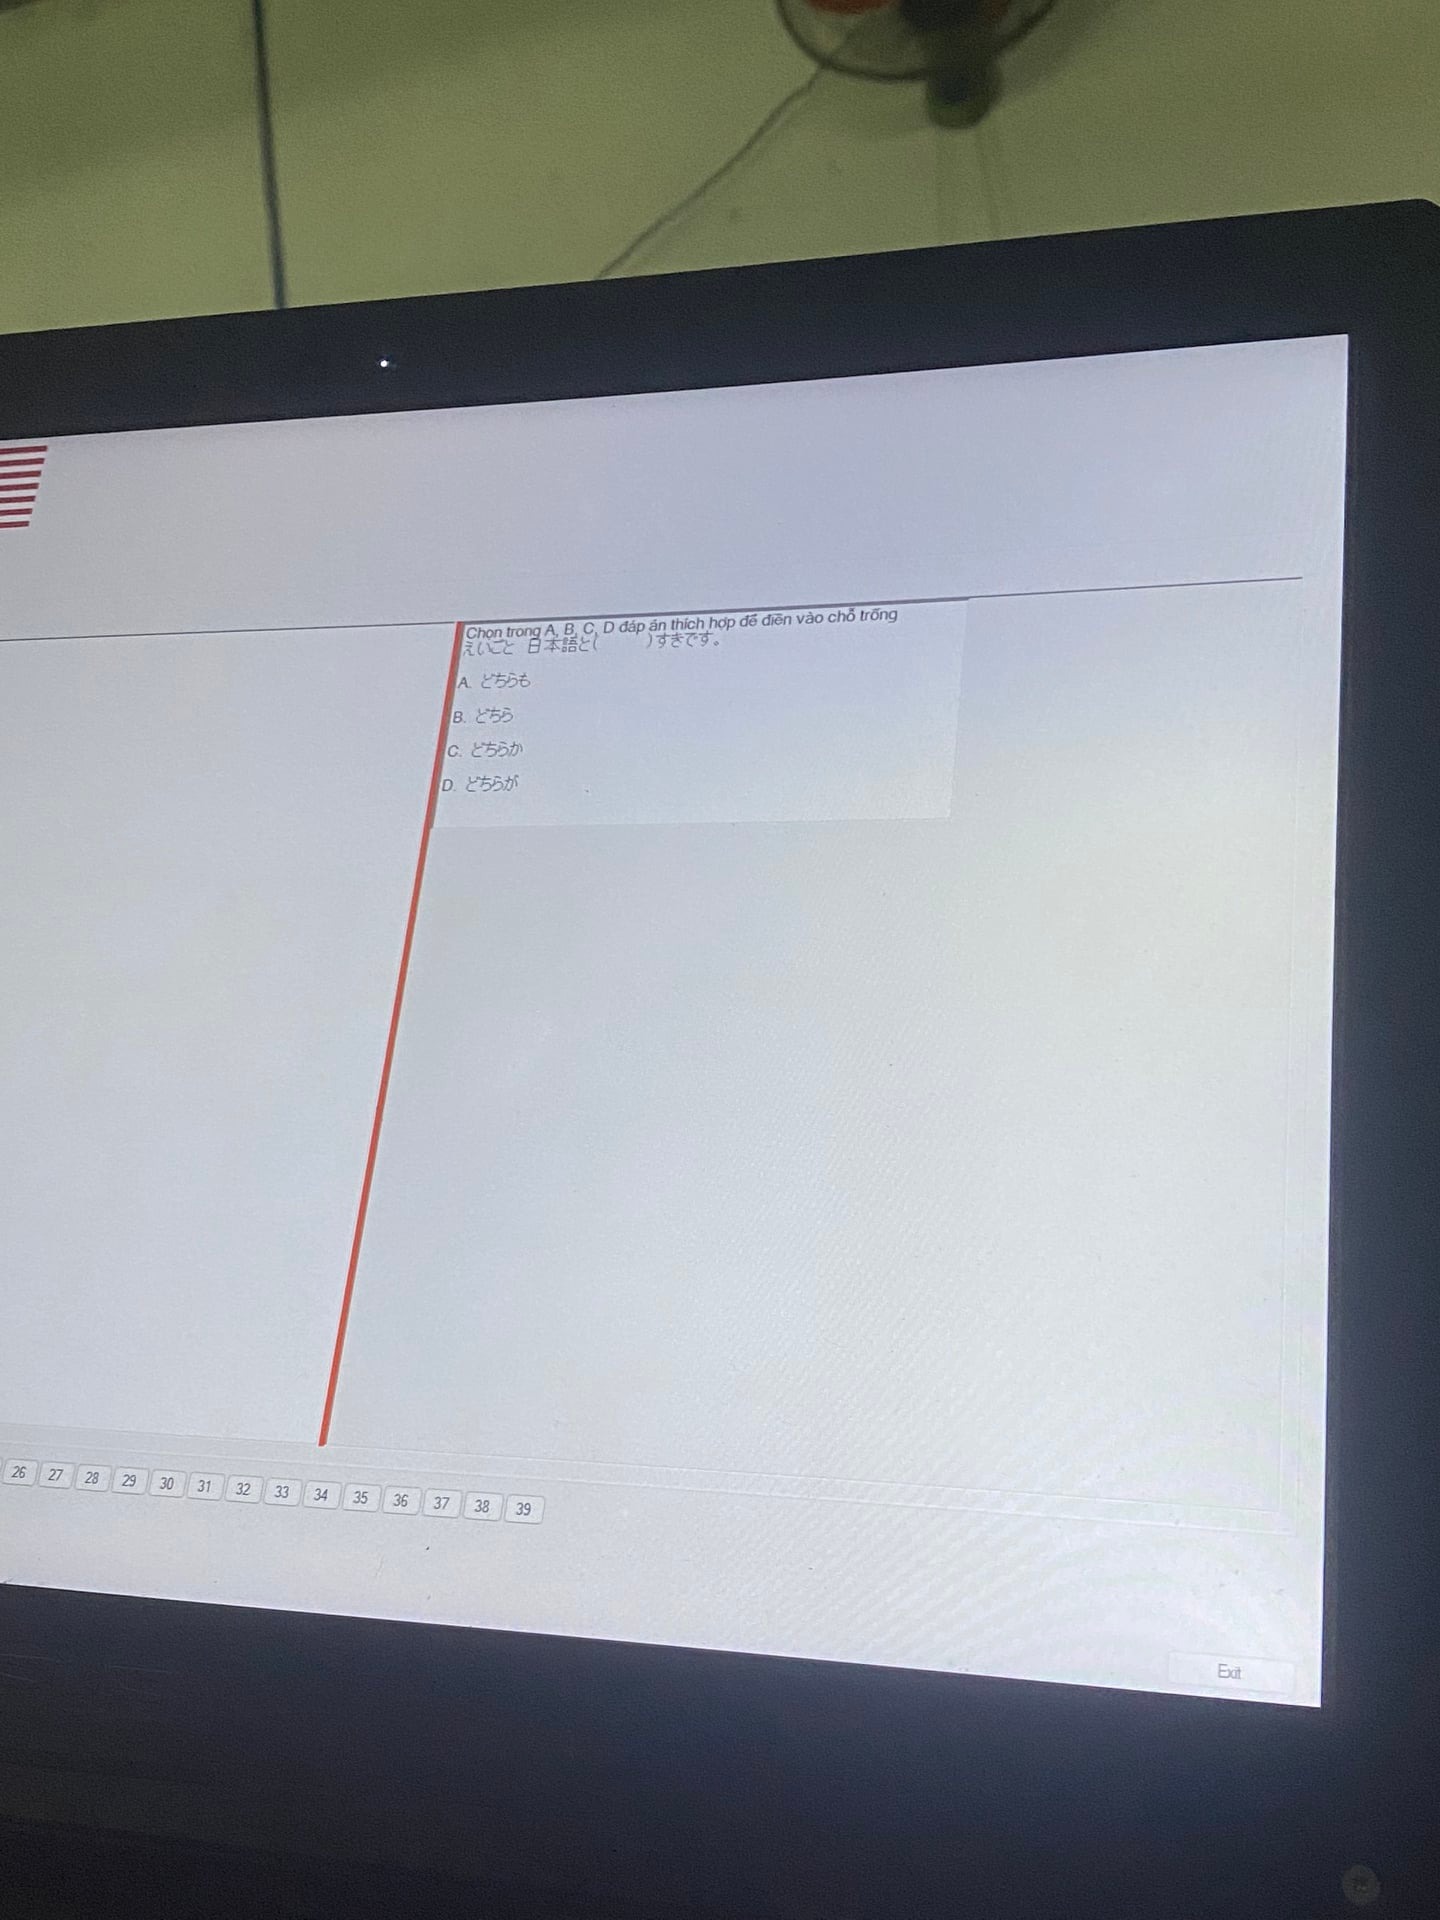 Chọn trong A, B, C, D đáp án thích hợp để điền vào chỗ trống
えいごと 日本語と( )すきです。
A. どちらも
B. どちら
C. どちらか
D. どちらが
26 27 28 29 30 31 32 33 34 35 36 37 38 39
Exit